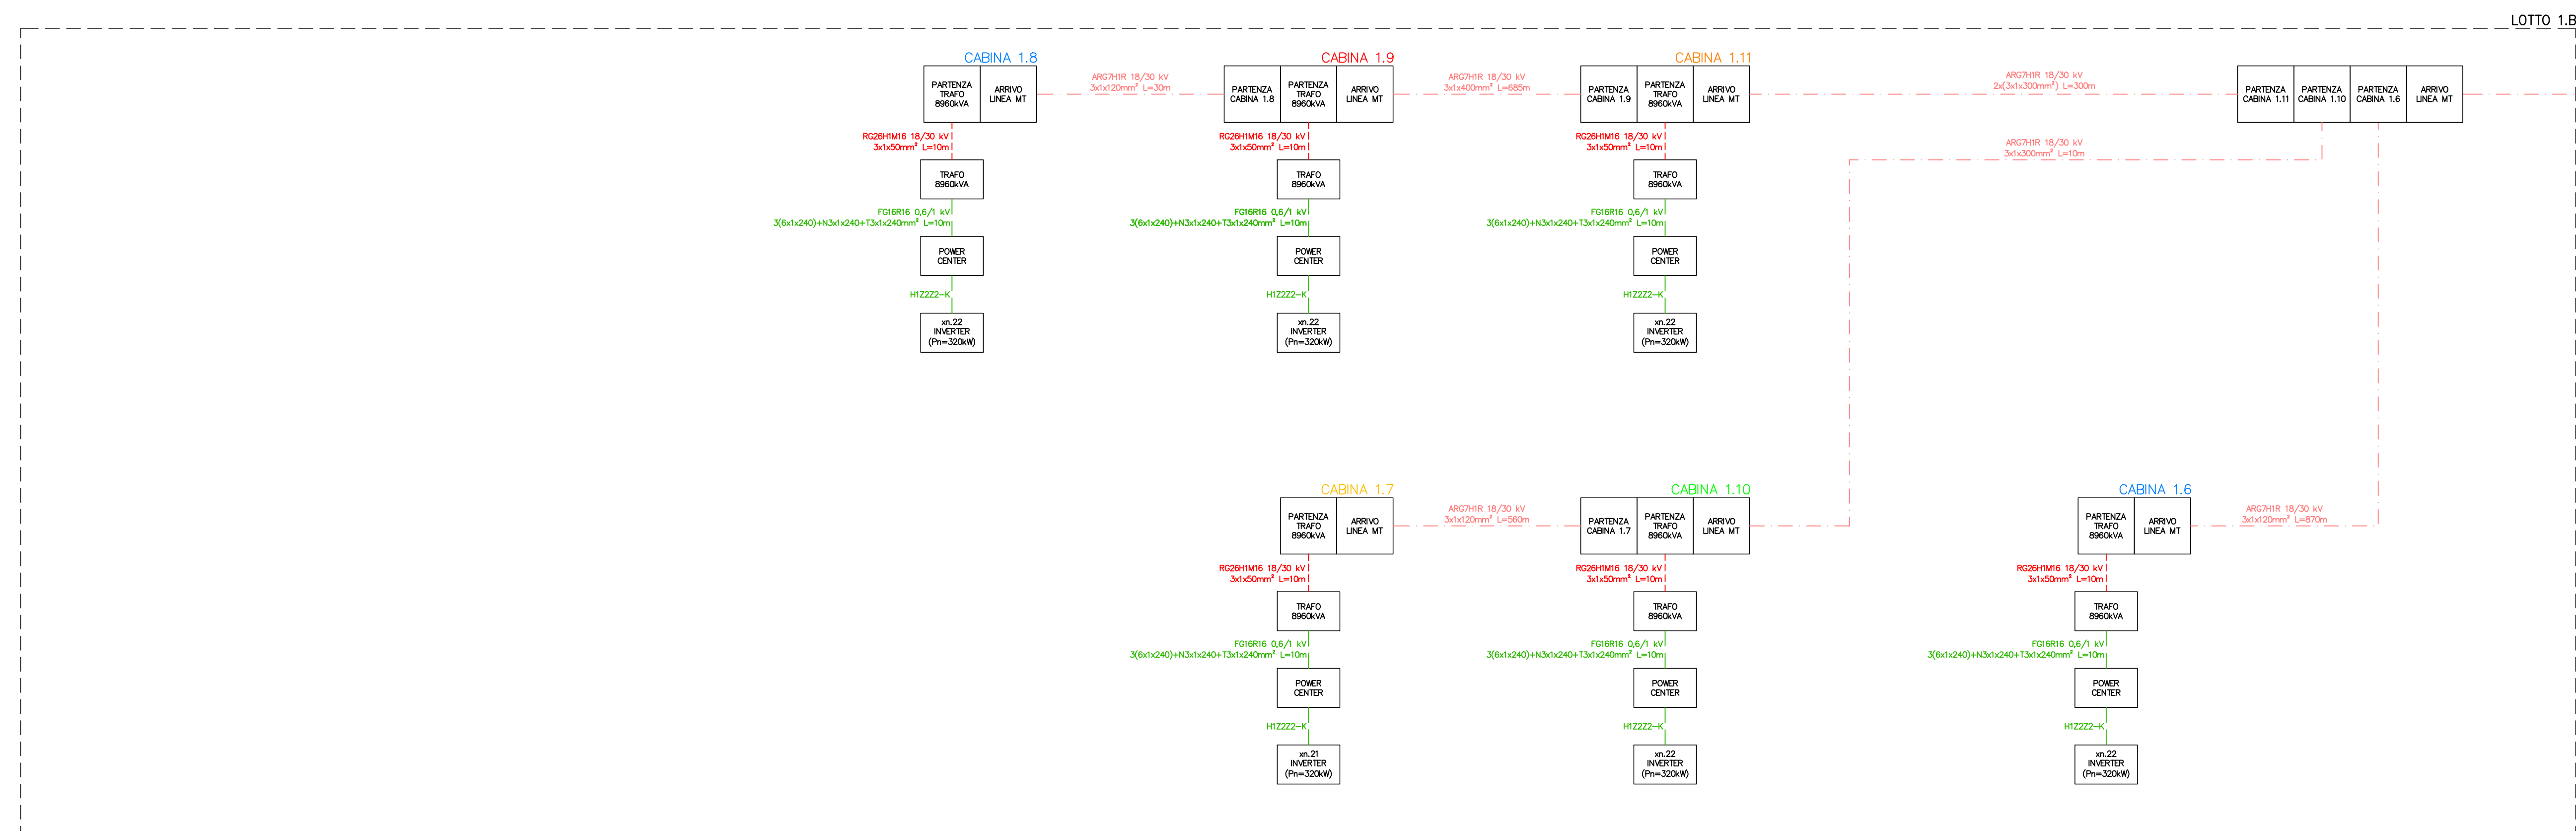 LOTTO 1.B
CABINA 1.8
PARTENZA
TRAFO
8960kVA
ARRIVO
LINEA MT
ARG7H1R 18/30 kV
3x1x120mm² L=30m
RG26H1M16 18/30 kV
3x1x50mm² L=10m
TRAFO
8960kVA
FG16R16 0,6/1 kV
3(6x1x240)+N3x1x240+T3x1x240mm² L=10m
POWER
CENTER
H1Z2Z2-K
xn.22
INVERTER
(Pn=320kW)
CABINA 1.9
PARTENZA
CABINA 1.8
PARTENZA
TRAFO
8960kVA
ARRIVO
LINEA MT
ARG7H1R 18/30 kV
3x1x400mm² L=685m
RG26H1M16 18/30 kV
3x1x50mm² L=10m
TRAFO
8960kVA
FG16R16 0,6/1 kV
3(6x1x240)+N3x1x240+T3x1x240mm² L=10m
POWER
CENTER
H1Z2Z2-K
xn.22
INVERTER
(Pn=320kW)
CABINA 1.11
PARTENZA
CABINA 1.9
PARTENZA
TRAFO
8960kVA
ARRIVO
LINEA MT
ARG7H1R 18/30 kV
2x(3x1x300mm²) L=300m
RG26H1M16 18/30 kV
3x1x50mm² L=10m
TRAFO
8960kVA
FG16R16 0,6/1 kV
3(6x1x240)+N3x1x240+T3x1x240mm² L=10m
POWER
CENTER
H1Z2Z2-K
xn.22
INVERTER
(Pn=320kW)
PARTENZA
CABINA 1.11
PARTENZA
CABINA 1.10
PARTENZA
CABINA 1.6
ARRIVO
LINEA MT
ARG7H1R 18/30 kV
3x1x300mm² L=10m
CABINA 1.7
PARTENZA
TRAFO
8960kVA
ARRIVO
LINEA MT
ARG7H1R 18/30 kV
3x1x120mm² L=560m
RG26H1M16 18/30 kV
3x1x50mm² L=10m
TRAFO
8960kVA
FG16R16 0,6/1 kV
3(6x1x240)+N3x1x240+T3x1x240mm² L=10m
POWER
CENTER
H1Z2Z2-K
xn.21
INVERTER
(Pn=320kW)
CABINA 1.10
PARTENZA
CABINA 1.7
PARTENZA
TRAFO
8960kVA
ARRIVO
LINEA MT
RG26H1M16 18/30 kV
3x1x50mm² L=10m
TRAFO
8960kVA
FG16R16 0,6/1 kV
3(6x1x240)+N3x1x240+T3x1x240mm² L=10m
POWER
CENTER
H1Z2Z2-K
xn.22
INVERTER
(Pn=320kW)
CABINA 1.6
PARTENZA
TRAFO
8960kVA
ARRIVO
LINEA MT
ARG7H1R 18/30 kV
3x1x120mm² L=870m
RG26H1M16 18/30 kV
3x1x50mm² L=10m
TRAFO
8960kVA
FG16R16 0,6/1 kV
3(6x1x240)+N3x1x240+T3x1x240mm² L=10m
POWER
CENTER
H1Z2Z2-K
xn.22
INVERTER
(Pn=320kW)